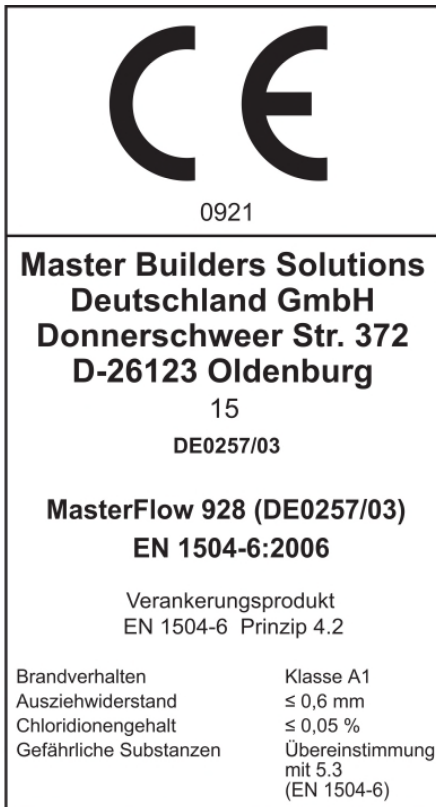 CE
0921
Master Builders Solutions
Deutschland GmbH
Donnerschweer Str. 372
D-26123 Oldenburg
15
DE0257/03
MasterFlow 928 (DE0257/03)
EN 1504-6:2006
Verankerungsprodukt
EN 1504-6 Prinzip 4.2
Brandverhalten Klasse A1
Ausziehwiderstand ≤ 0,6 mm
Chloridionengehalt ≤ 0,05 %
Gefährliche Substanzen Übereinstimmung
mit 5.3
(EN 1504-6)